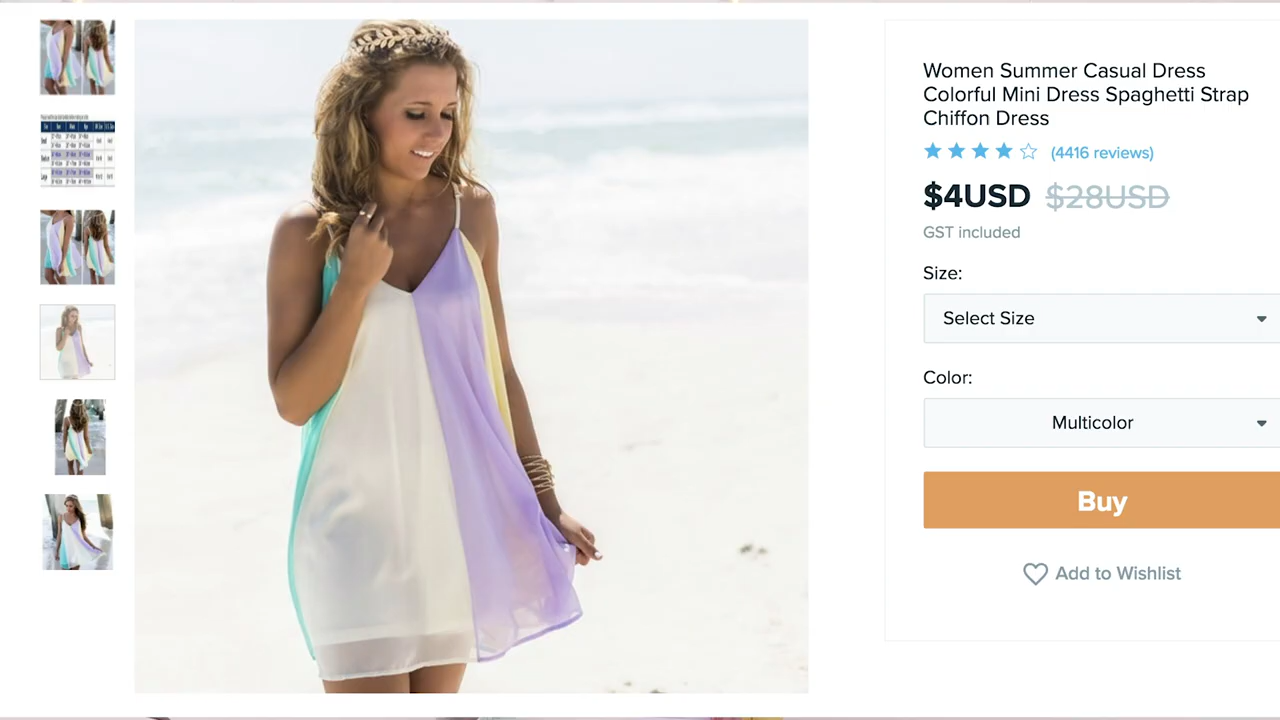 Women Summer Casual Dress
Colorful Mini Dress Spaghetti Strap
Chiffon Dress
(4416 reviews)
$4USD $28USD
GST included
Size:
Select Size
Color:
Multicolor
Buy
Add to Wishlist